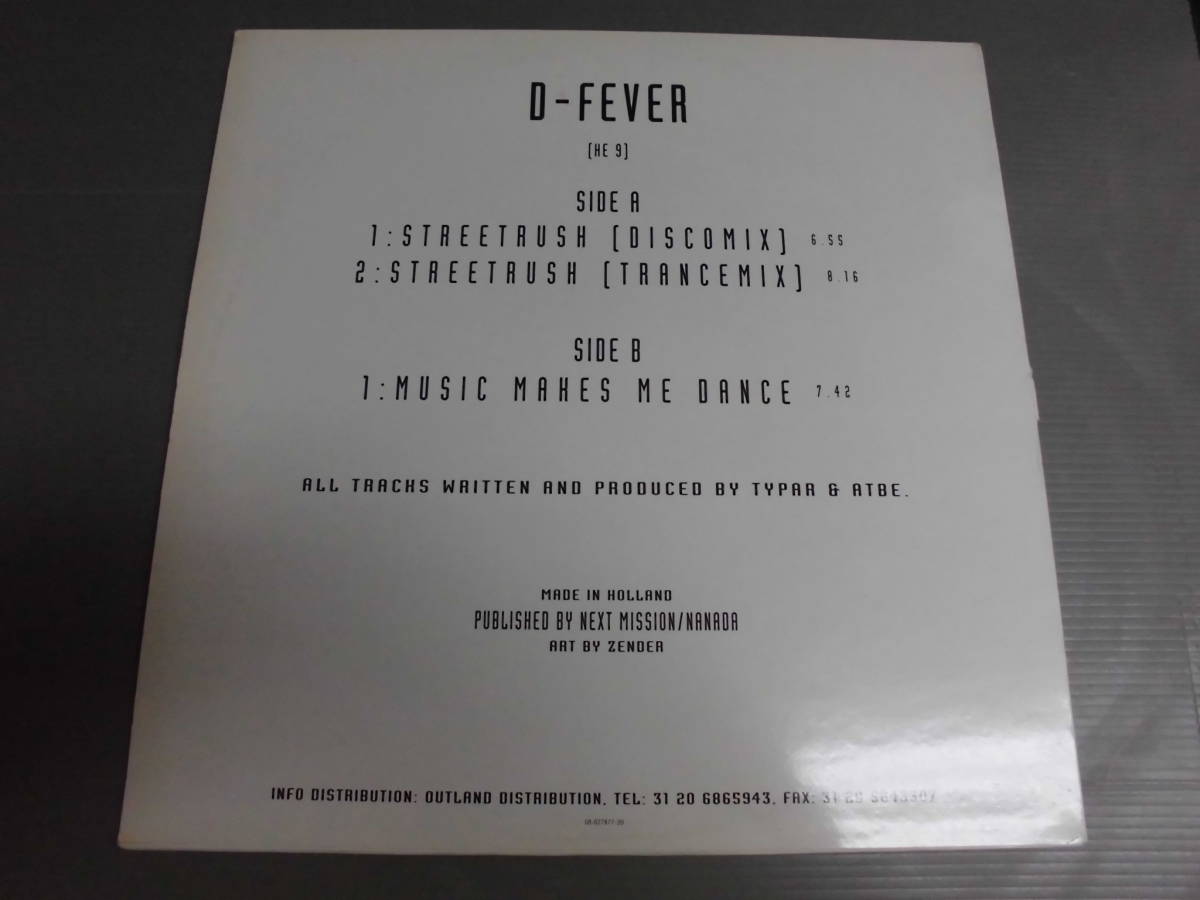 D-FEVER
[HE 9]
SIDE A
1:STREETRUSH [DISCOMIX] 6.55
2:STREETRUSH [TRANCEMIX] 8.16
SIDE B
1:MUSIC MAKES ME DANCE 7.42
ALL TRACKS WRITTEN AND PRODUCED BY TYPAR & ATBE.
MADE IN HOLLAND
PUBLISHED BY NEXT MISSION/NANADA
ART BY ZENDER
INFO DISTRIBUTION: OUTLAND DISTRIBUTION, TEL: 31 20 6865943, FAX: 31 20